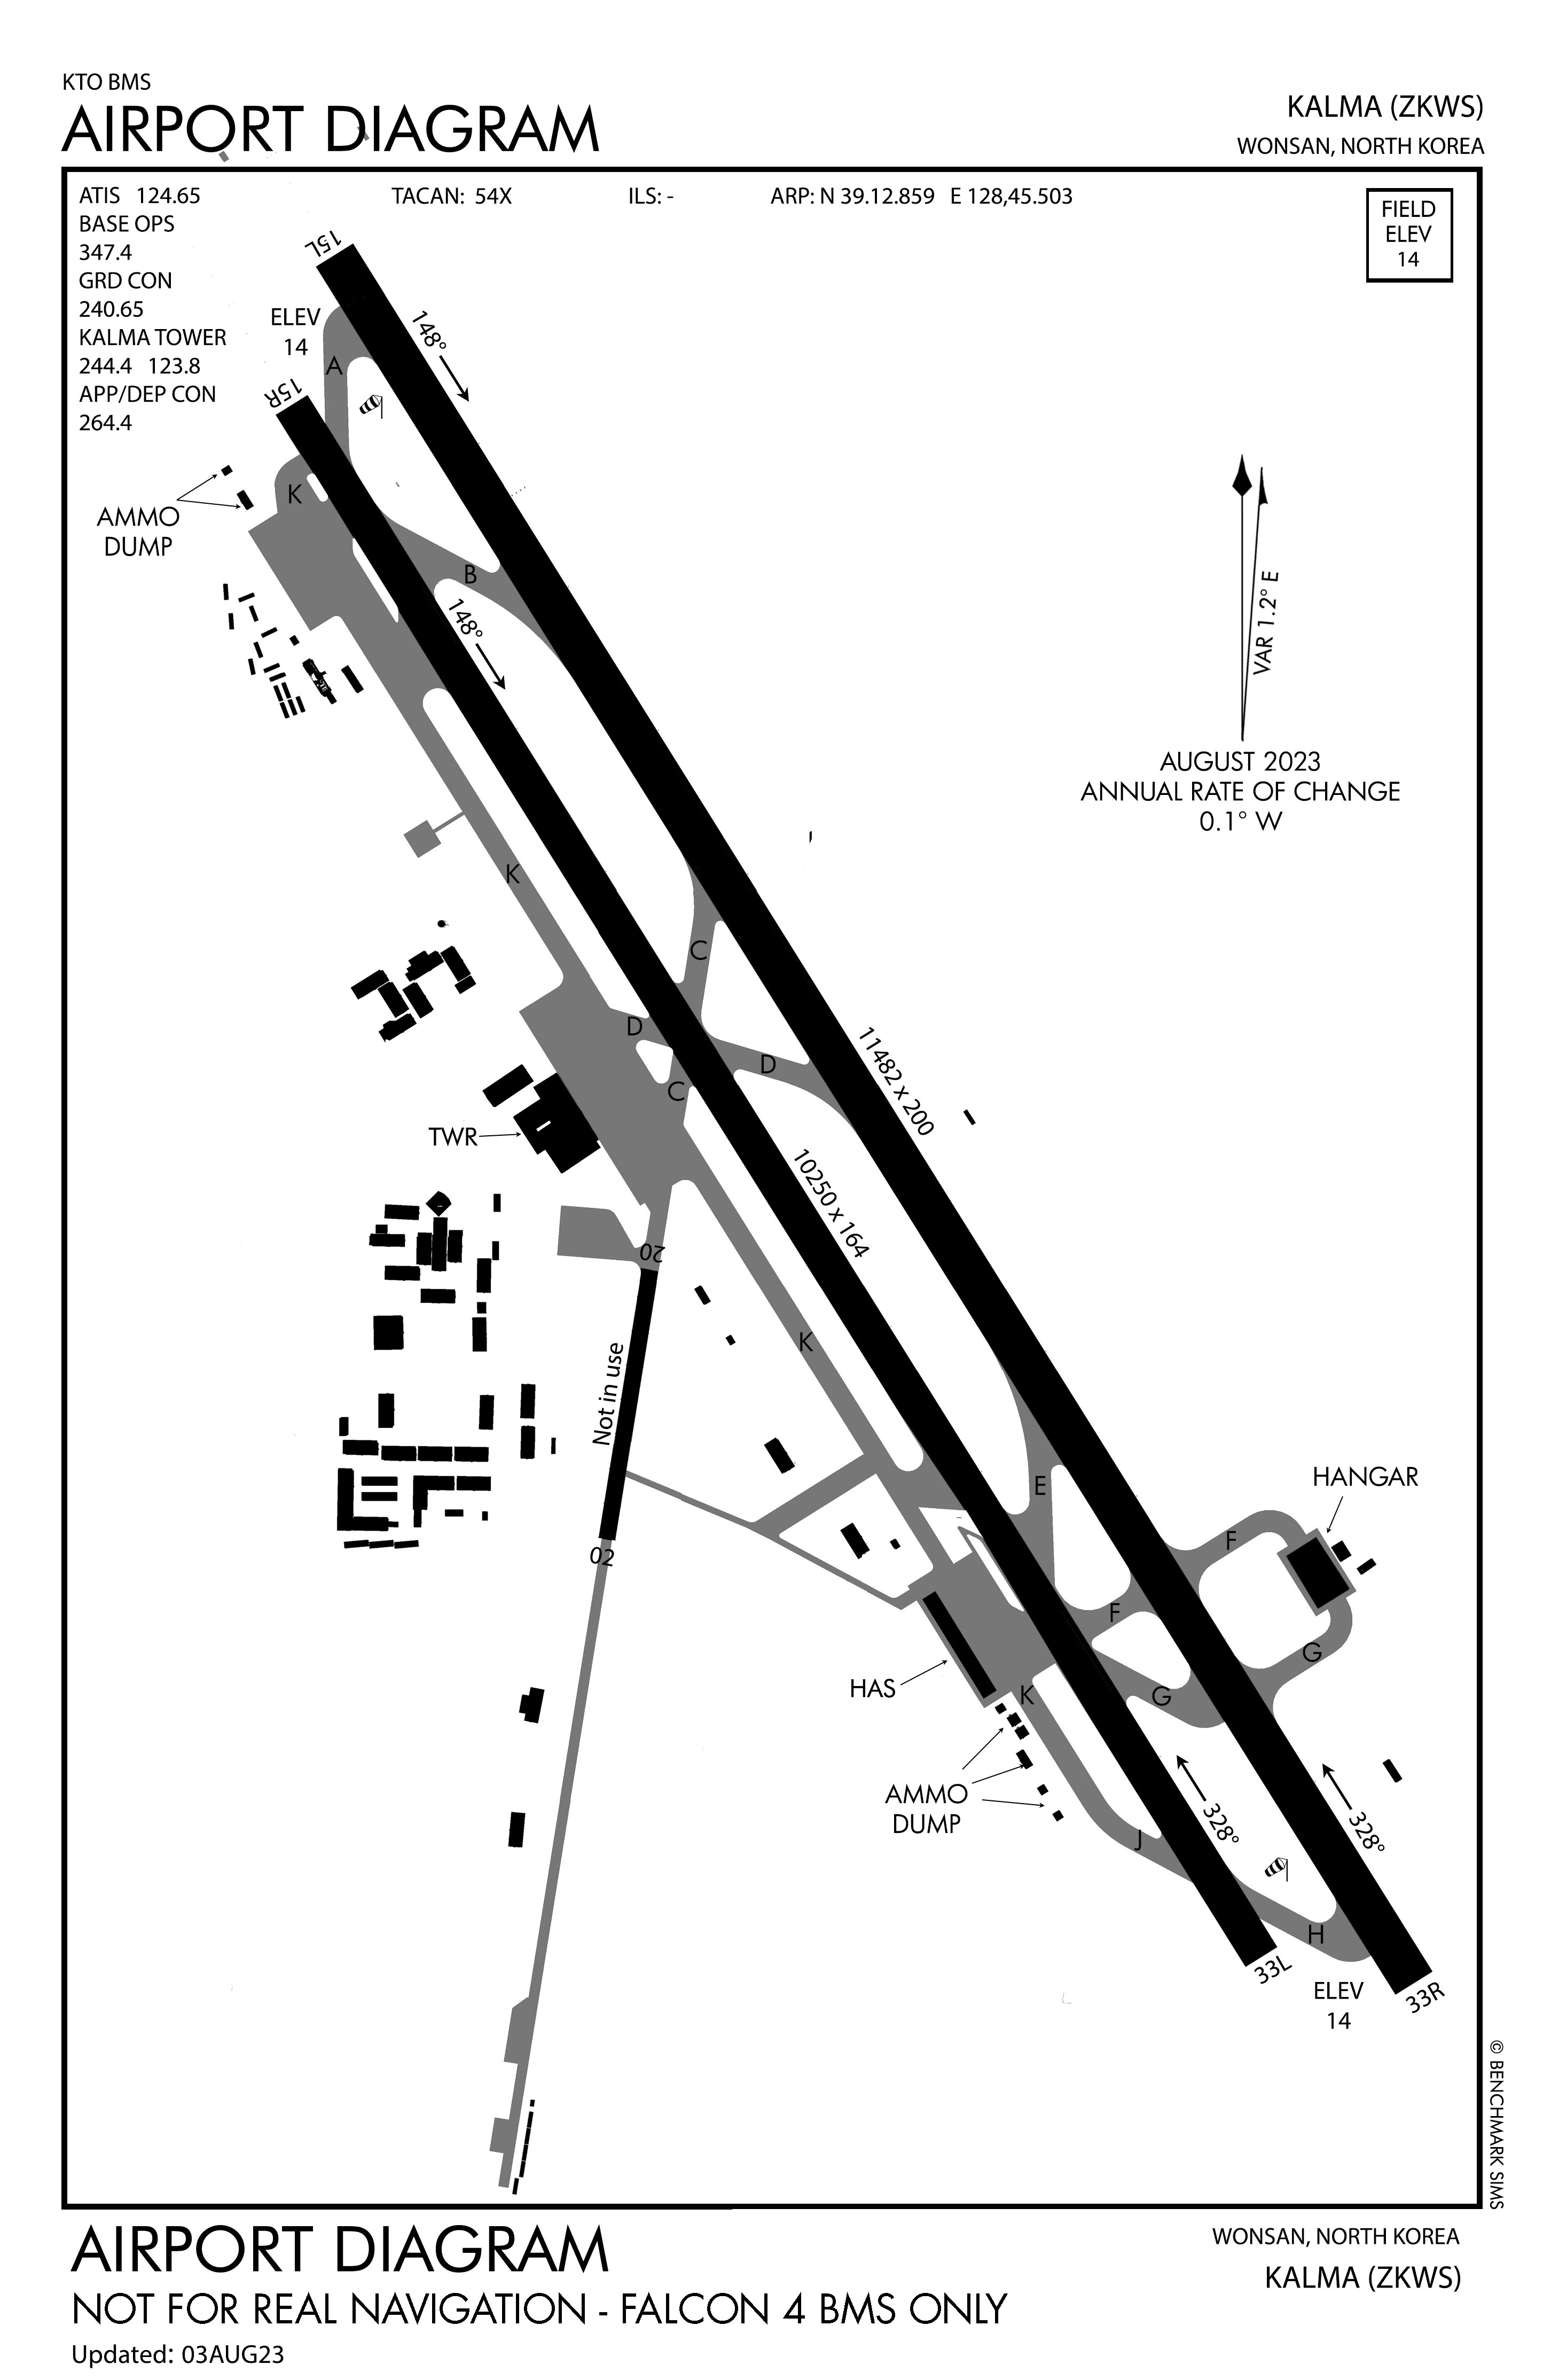 KTO BMS
AIRPORT DIAGRAM
KALMA (ZKWS)
WONSAN, NORTH KOREA
ATIS 124.65
TACAN: 54X
ILS: -
ARP: N 39.12.859 E 128,45.503
BASE OPS
347.4
GRD CON
240.65
KALMA TOWER
244.4 123.8
APP/DEP CON
264.4
FIELD
ELEV
14
15L
ELEV
14
148°
A
15R
K
AMMO
DUMP
B
148°
VAR 1.2° E
AUGUST 2023
ANNUAL RATE OF CHANGE
0.1° W
K
C
D
D
C
11482 x 200
TWR
10250 x 164
20
K
Not in use
02
E
HANGAR
F
F
G
G
HAS
K
AMMO
DUMP
J
328°
328°
H
33L
ELEV
14
33R
© BENCHMARK SIMS
AIRPORT DIAGRAM
WONSAN, NORTH KOREA
KALMA (ZKWS)
NOT FOR REAL NAVIGATION - FALCON 4 BMS ONLY
Updated: 03AUG23